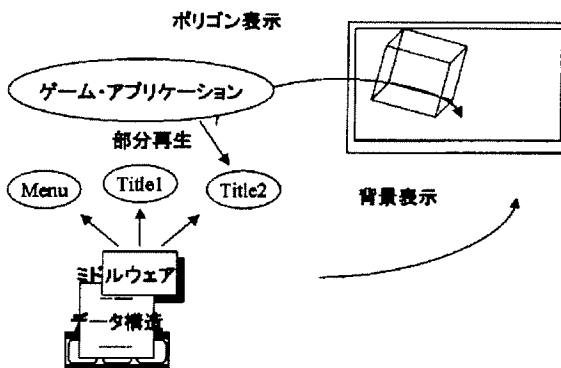 ポリゴン表示
ゲーム・アプリケーション
部分再生
Menu
Title1
Title2
背景表示
ミドルウェア
データ構造